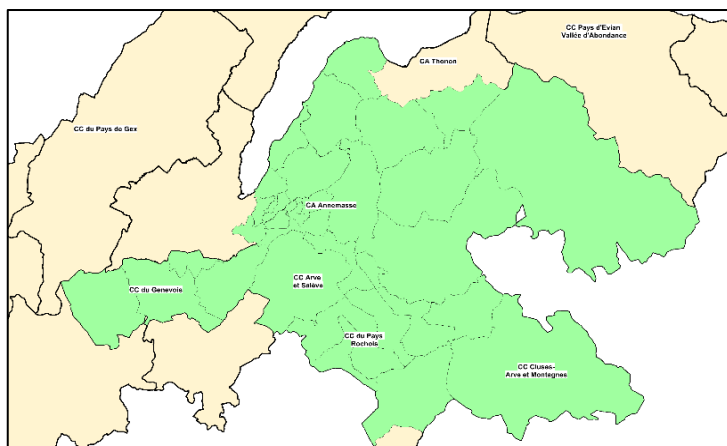 CC Pays d'Evian
Vallée d'Abondance
CA Thonon
CC du Pays de Gex
CA Annemasse
CC Arve
et Salève
CC du Genevois
CC du Pays
Rochois
CC Cluses-
Arve et Montagnes